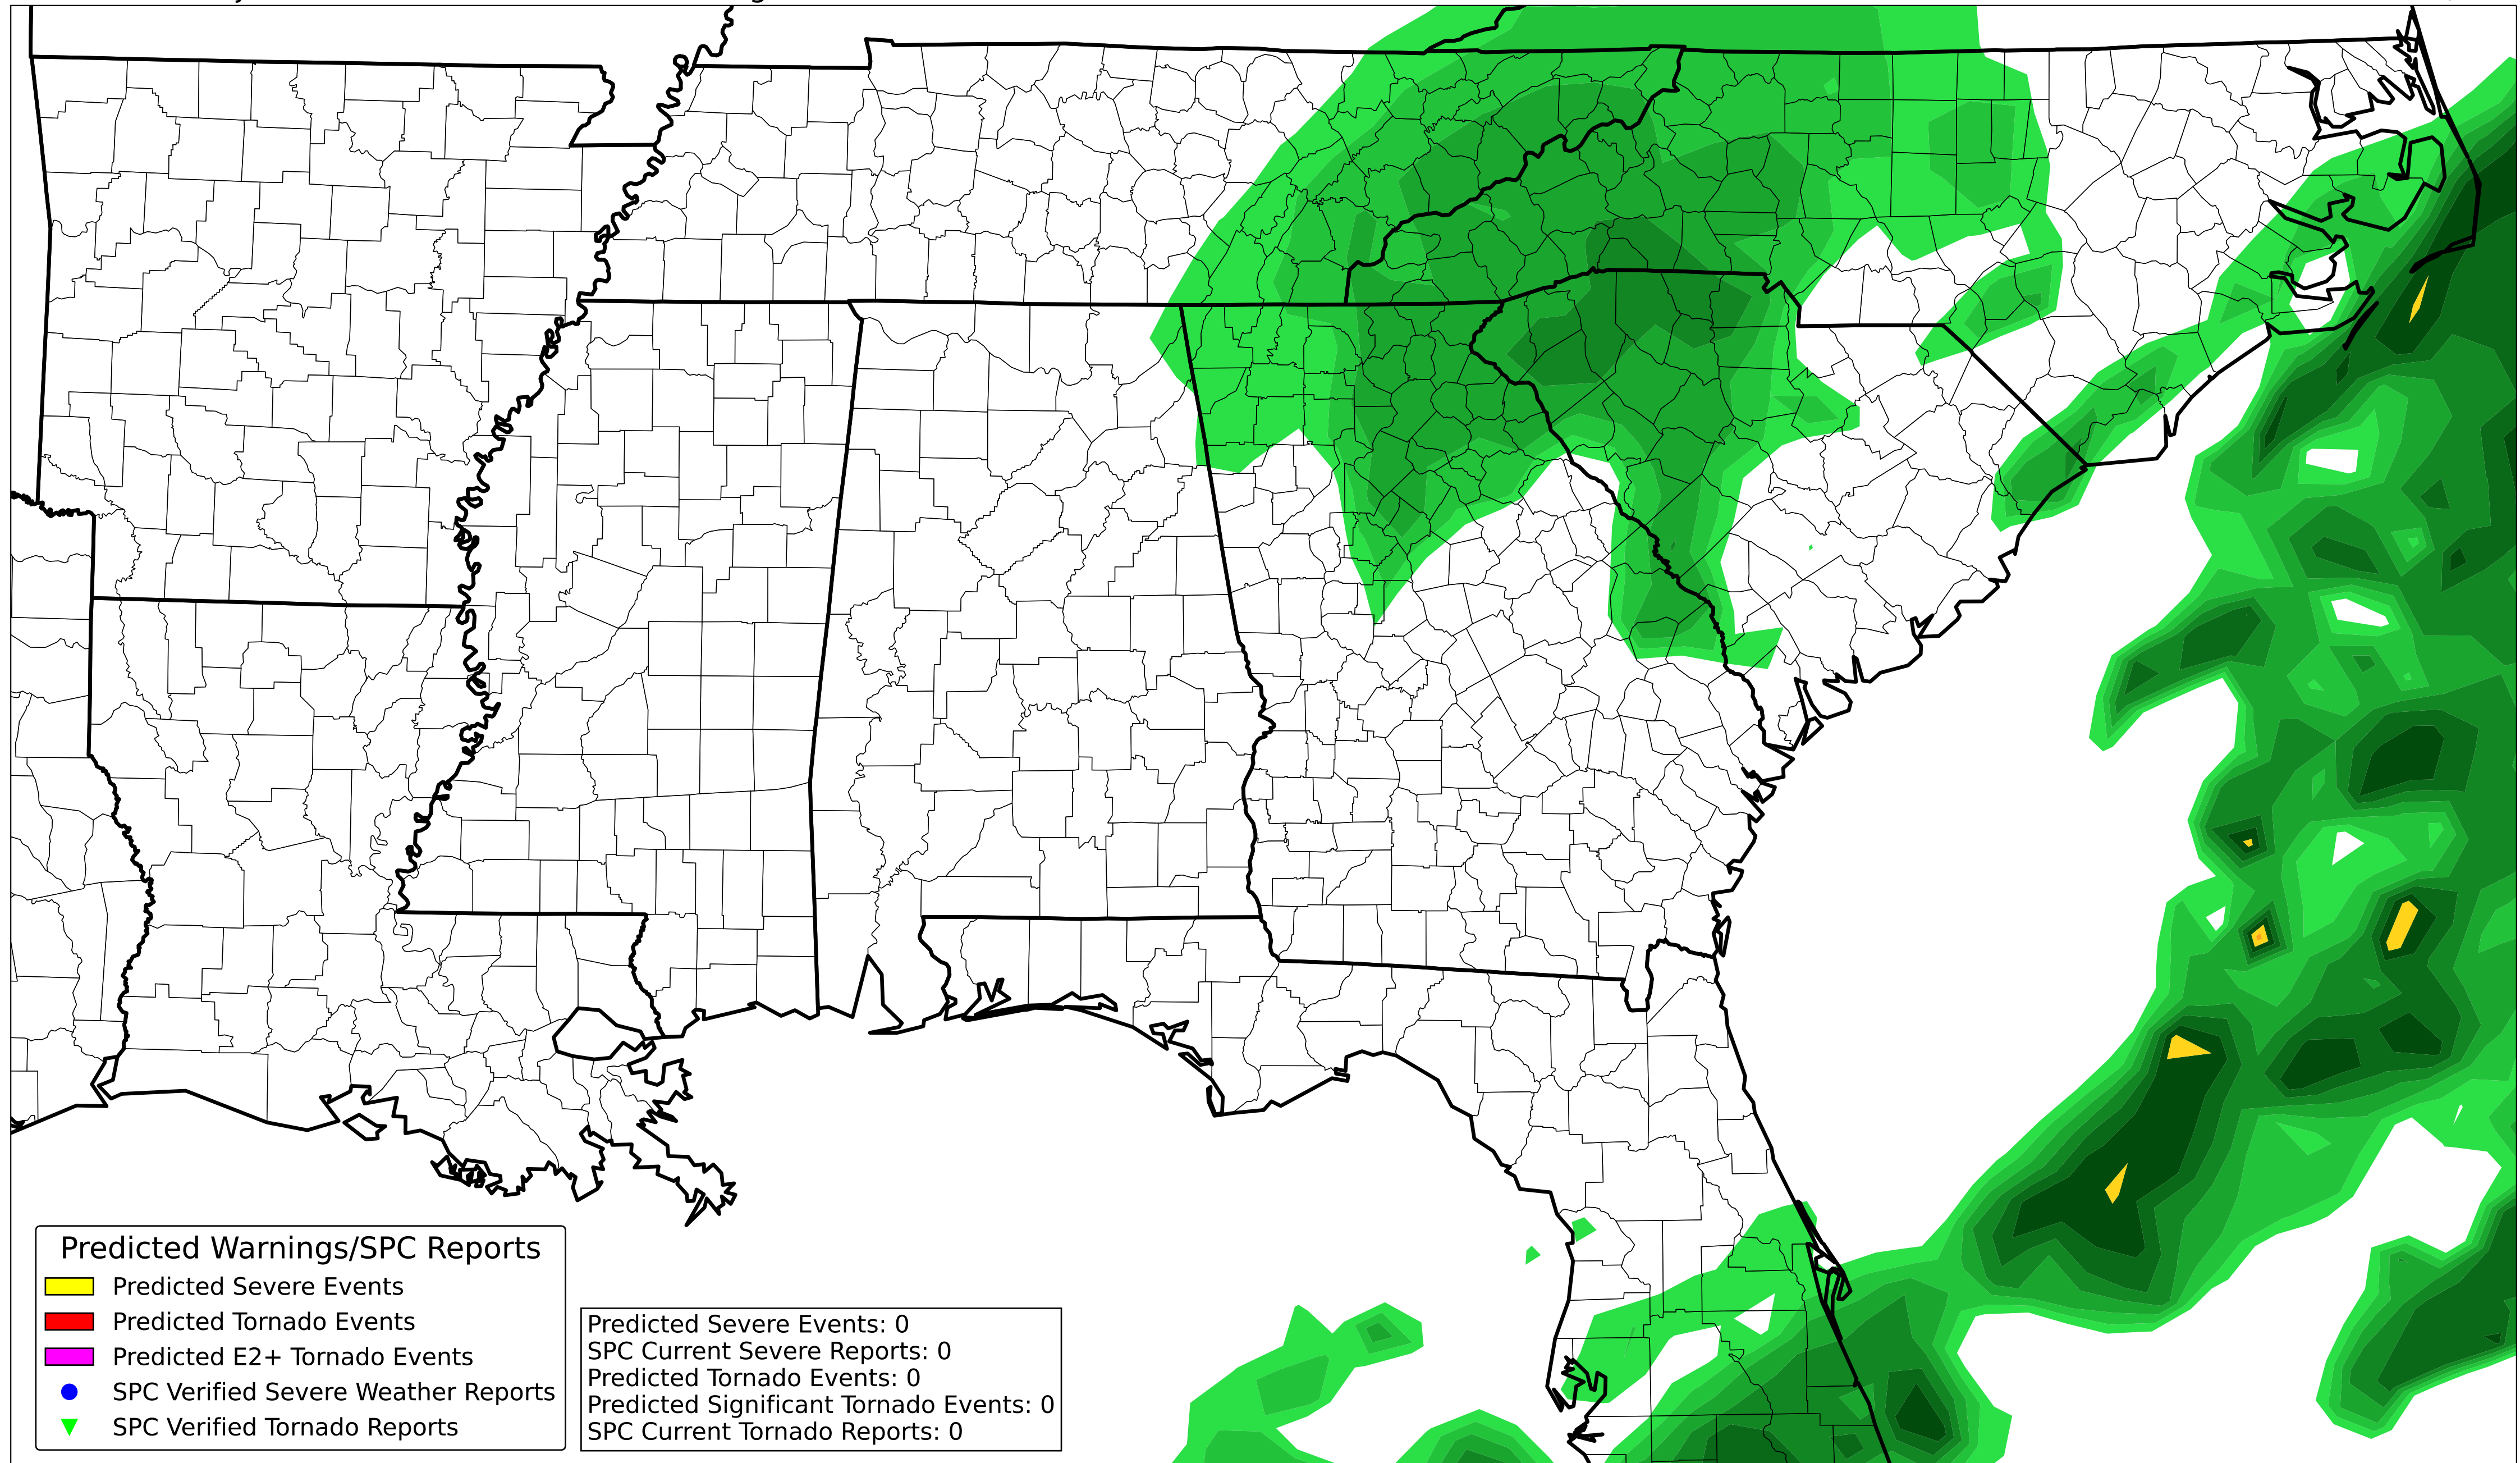 Predicted Warnings/SPC Reports
Predicted Severe Events
Predicted Tornado Events
Predicted E2+ Tornado Events
SPC Verified Severe Weather Reports
SPC Verified Tornado Reports
Predicted Severe Events: 0
SPC Current Severe Reports: 0
Predicted Tornado Events: 0
Predicted Significant Tornado Events: 0
SPC Current Tornado Reports: 0